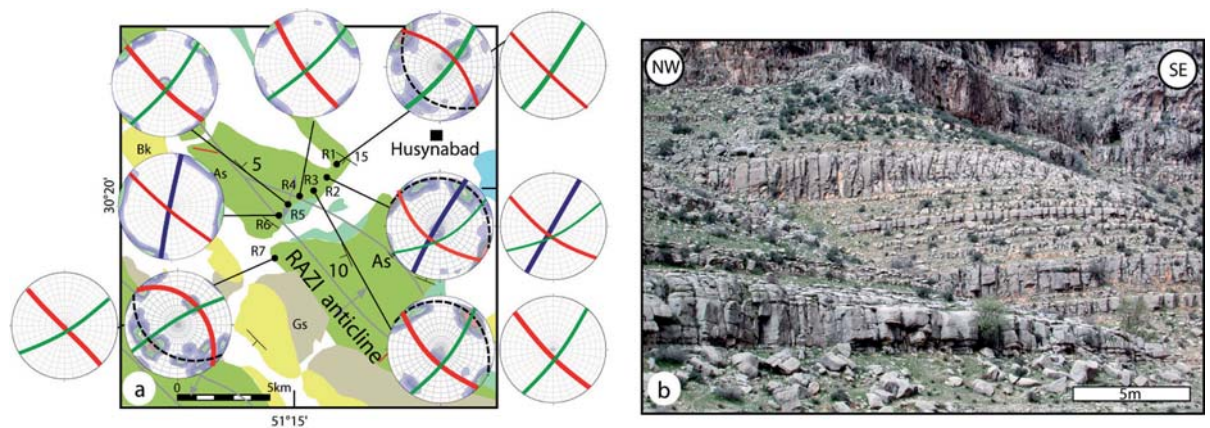 Husynabad
Bk
As
5
R1
15
R3
R2
R4
R5
R6
R7
30°20'
RAZI anticline
10
As
Gs
a
0 5km
51°15'
NW
SE
b
5m